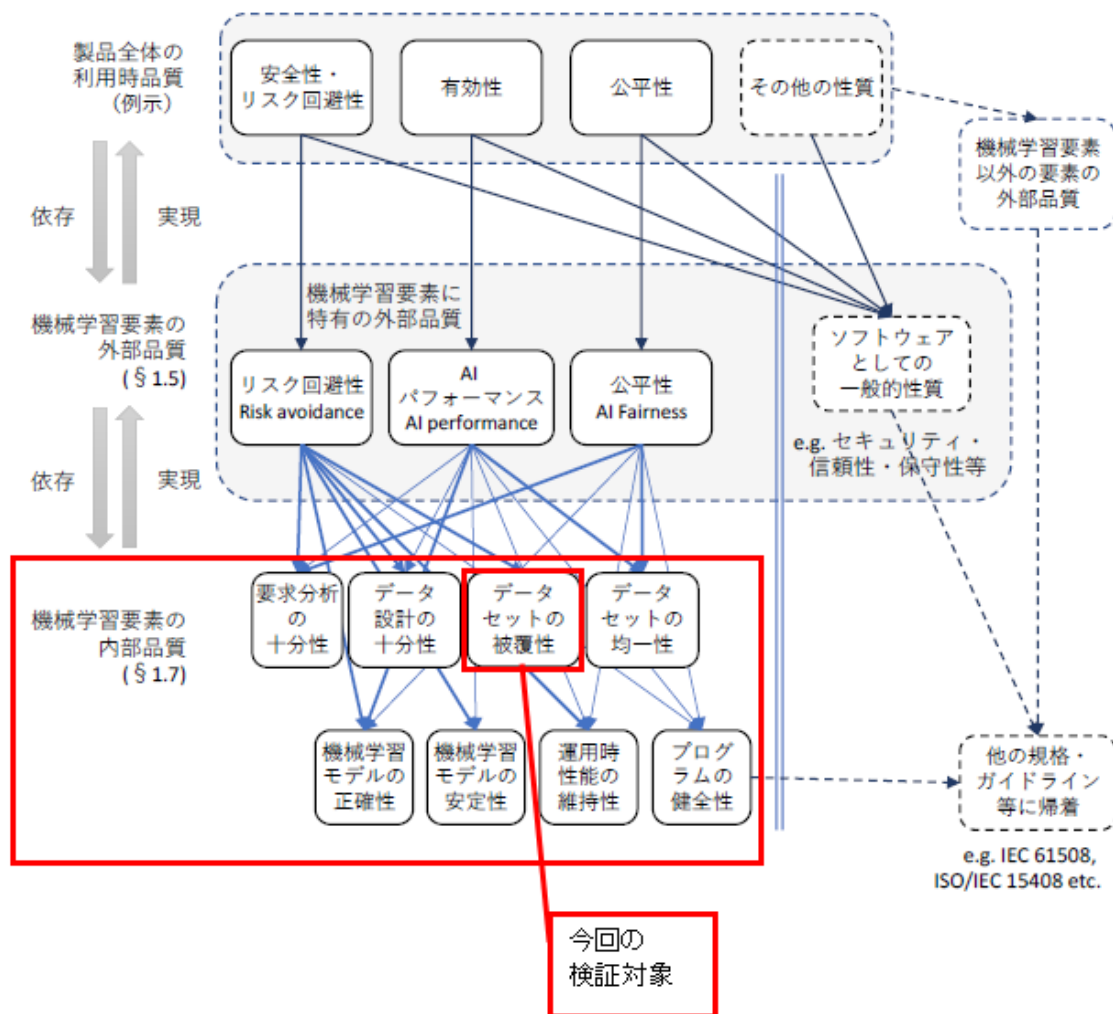 製品全体の
利用時品質
(例示)
安全性・
リスク回避性
有効性
公平性
その他の性質
機械学習要素
以外の要素の
外部品質
依存
実現
機械学習要素の
外部品質
(§1.5)
機械学習要素に
特有の外部品質
リスク回避性
Risk avoidance
AI
パフォーマンス
AI performance
公平性
AI Fairness
ソフトウェア
としての
一般的性質
e.g. セキュリティ・
信頼性・保守性等
依存
実現
機械学習要素の
内部品質
(§1.7)
要求分析
の
十分性
データ
設計の
十分性
データ
セットの
被覆性
データ
セットの
均一性
機械学習
モデルの
正確性
機械学習
モデルの
安定性
運用時
性能の
維持性
プログ
ラムの
健全性
他の規格・
ガイドライン
等に帰着
e.g. IEC 61508,
ISO/IEC 15408 etc.
今回の
検証対象